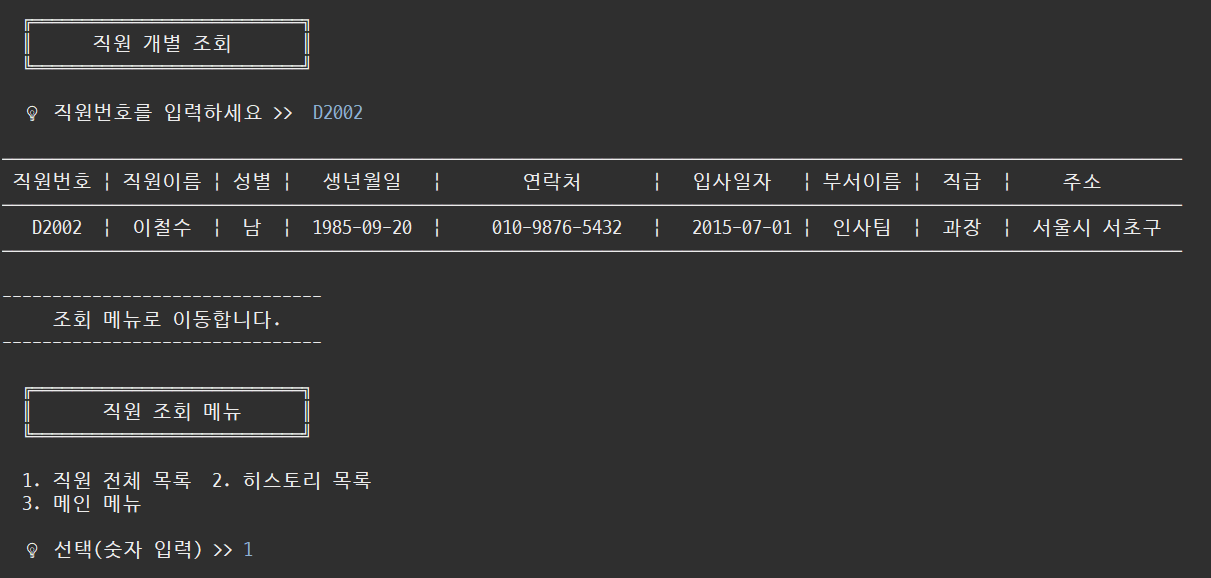 직원 개별 조회
직원번호를 입력하세요 >> D2002
직원번호 ¦ 직원이름 ¦ 성별 ¦ 생년월일 ¦ 연락처 ¦ 입사일자 ¦ 부서이름 ¦ 직급 ¦ 주소
D2002 ¦ 이철수 ¦ 남 ¦ 1985-09-20 ¦ 010-9876-5432 ¦ 2015-07-01 ¦ 인사팀 ¦ 과장 ¦ 서울시 서초구
--------------------------------
조회 메뉴로 이동합니다.
--------------------------------
직원 조회 메뉴
1. 직원 전체 목록 2. 히스토리 목록
3. 메인 메뉴
선택(숫자 입력) >> 1